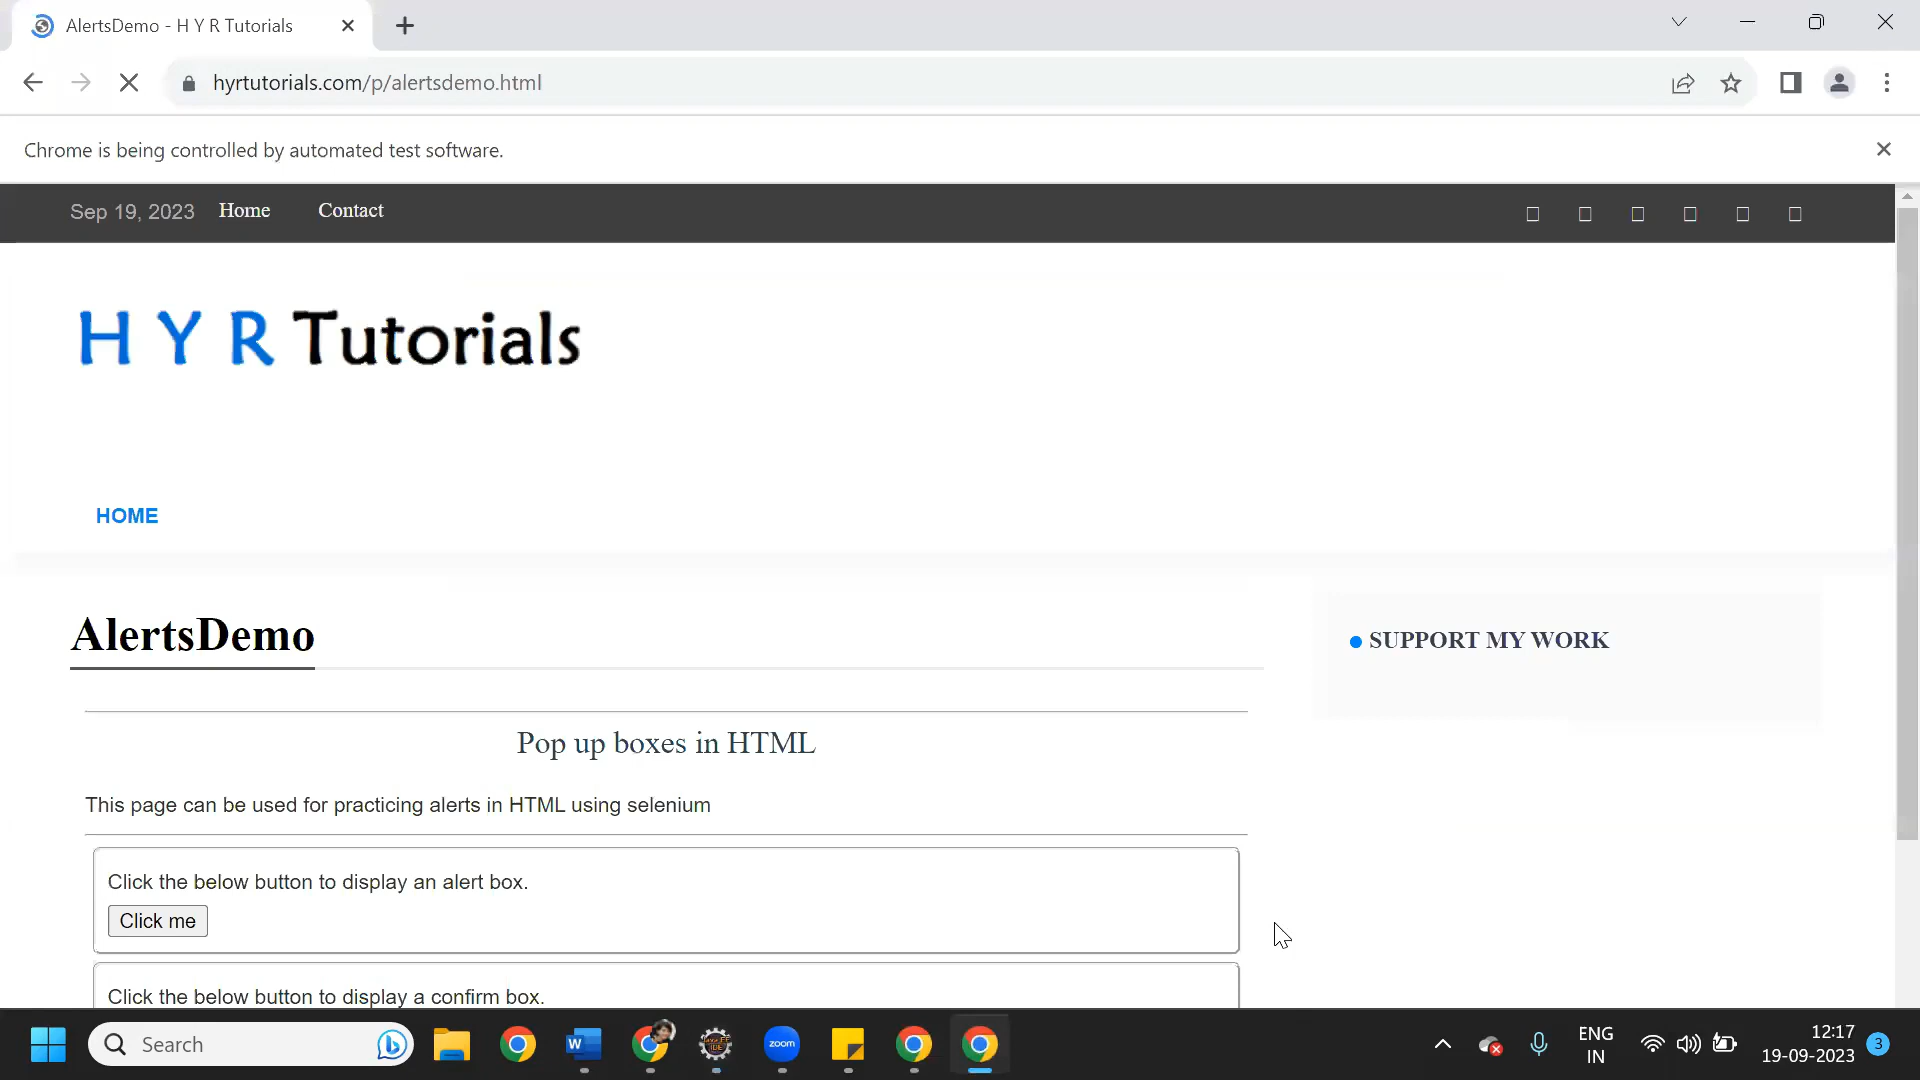 AlertsDemo - H Y R Tutorials
hyrtutorials.com/p/alertsdemo.html
Chrome is being controlled by automated test software.
Sep 19, 2023 Home Contact
H Y R Tutorials
HOME
AlertsDemo
SUPPORT MY WORK
Pop up boxes in HTML
This page can be used for practicing alerts in HTML using selenium
Click the below button to display an alert box.
Click me
Click the below button to display a confirm box.
Search
W
zoom
ENG
IN
12:17
19-09-2023
3